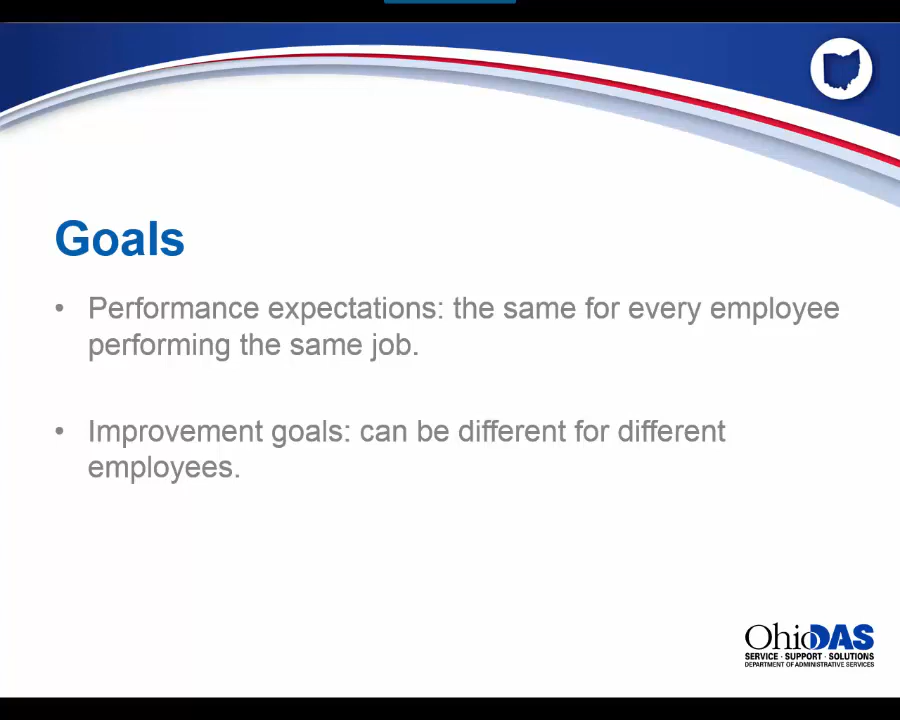 Goals
• Performance expectations: the same for every employee
performing the same job.
• Improvement goals: can be different for different
employees.
OhioDAS
SERVICE · SUPPORT · SOLUTIONS
DEPARTMENT OF ADMINISTRATIVE SERVICES